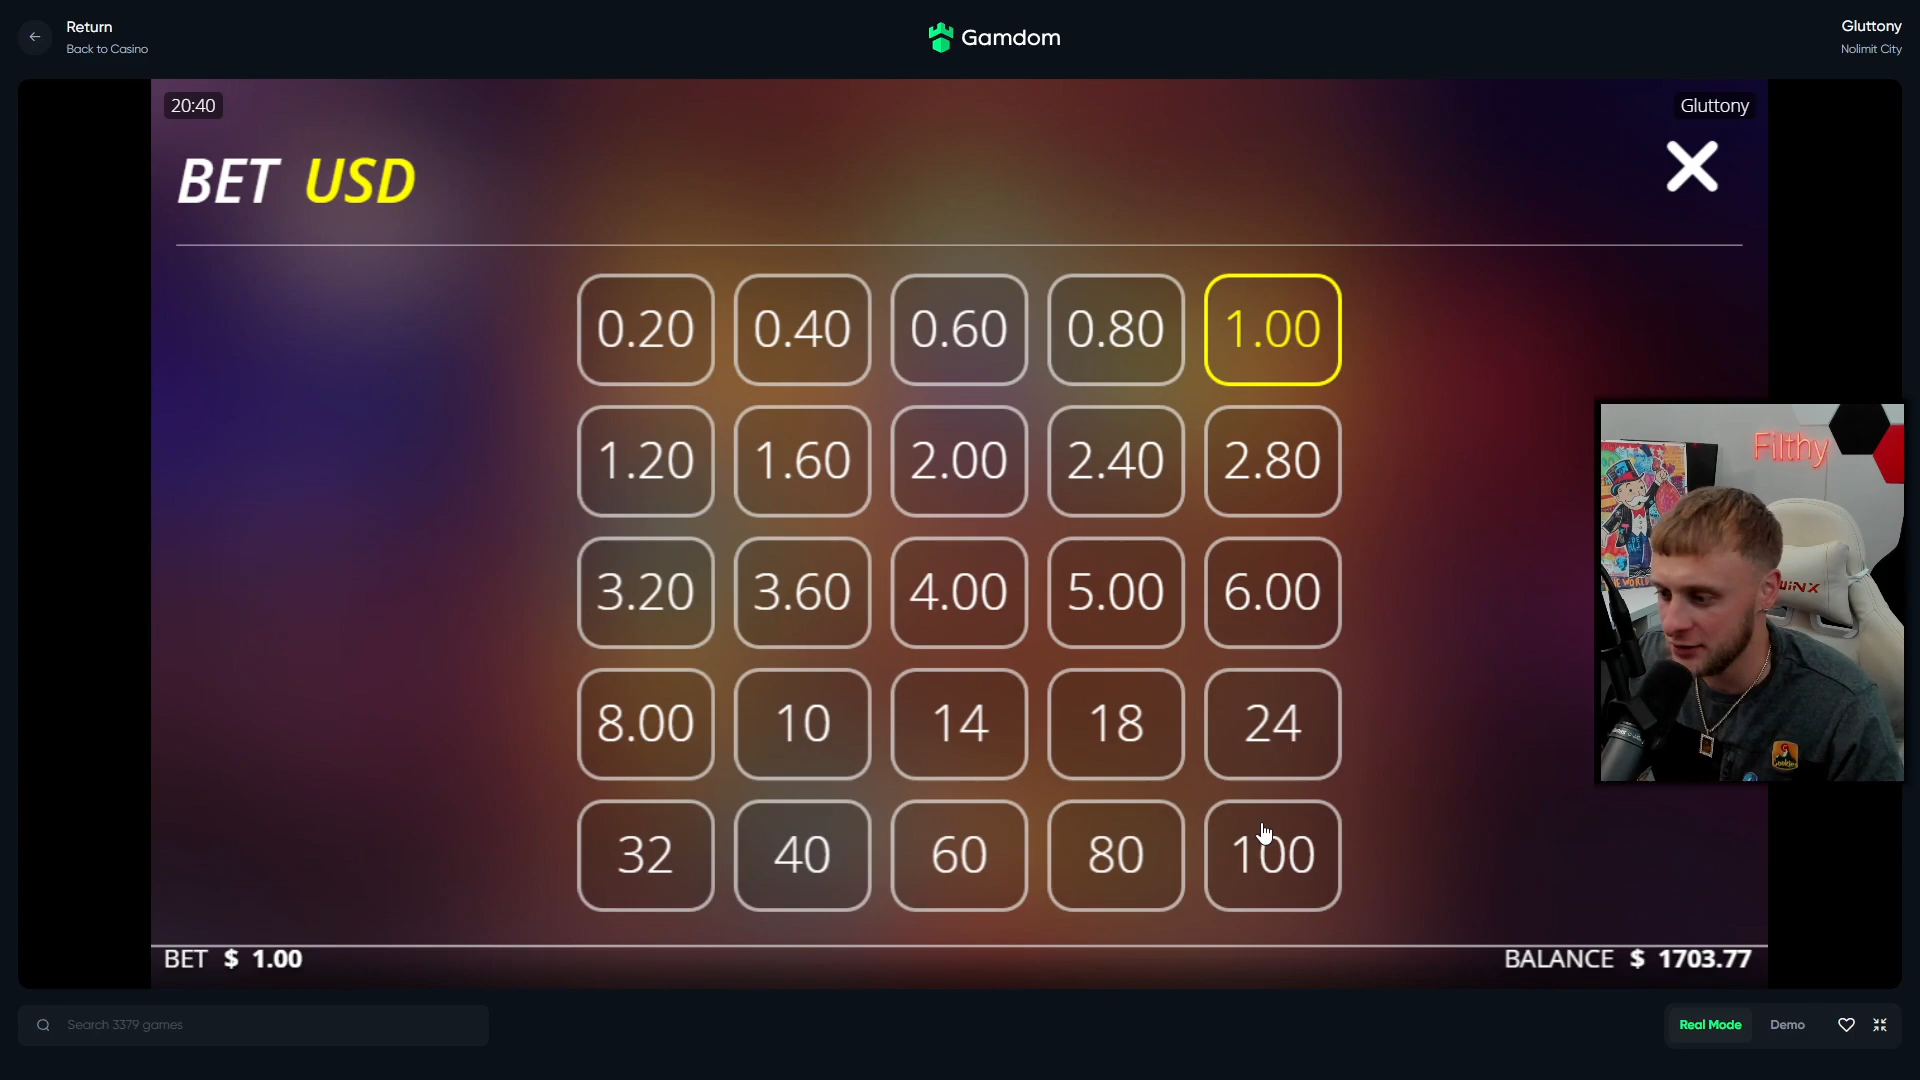 Return
Back to Casino
Gamdom
Gluttony
Nolimit City
20:40
Gluttony
BET USD
0.20 0.40 0.60 0.80 1.00
1.20 1.60 2.00 2.40 2.80
3.20 3.60 4.00 5.00 6.00
8.00 10 14 18 24
32 40 60 80 100
Filthy
BET $ 1.00
BALANCE $ 1703.77
Search 3379 games
Real Mode
Demo